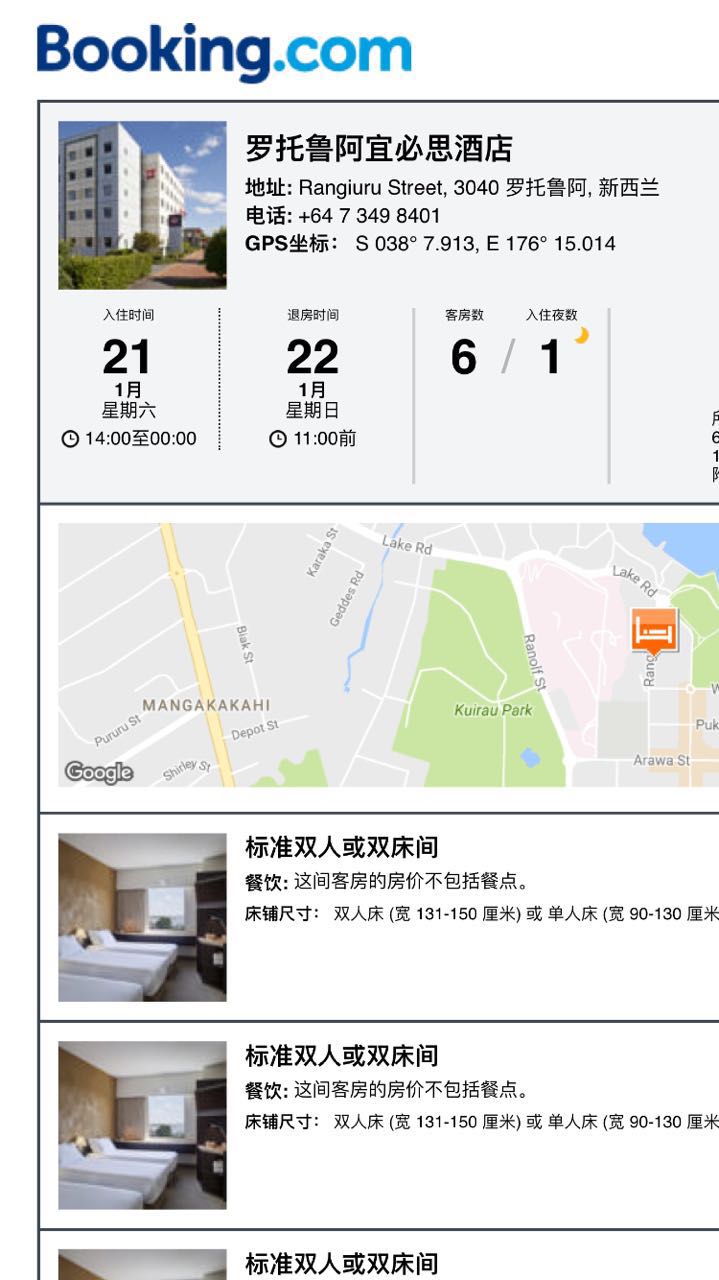 Booking.com
罗托鲁阿宜必思酒店
地址: Rangiuru Street, 3040 罗托鲁阿, 新西兰
电话: +64 7 349 8401
GPS坐标： S 038° 7.913, E 176° 15.014
入住时间
21
1月
星期六
14:00至00:00
退房时间
22
1月
星期日
11:00前
客房数 入住夜数
6 / 1
Karaka St
Geddes Rd
Lake Rd
Lake Rd
Biak St
Ranolf St
Rang
MANGAKAKAHI
Kuirau Park
Pururu St
Depot St
Puk
Shirley St
Arawa St
Google
标准双人或双床间
餐饮: 这间客房的房价不包括餐点。
床铺尺寸： 双人床 (宽 131-150 厘米) 或 单人床 (宽 90-130 厘米
标准双人或双床间
餐饮: 这间客房的房价不包括餐点。
床铺尺寸： 双人床 (宽 131-150 厘米) 或 单人床 (宽 90-130 厘米
标准双人或双床间